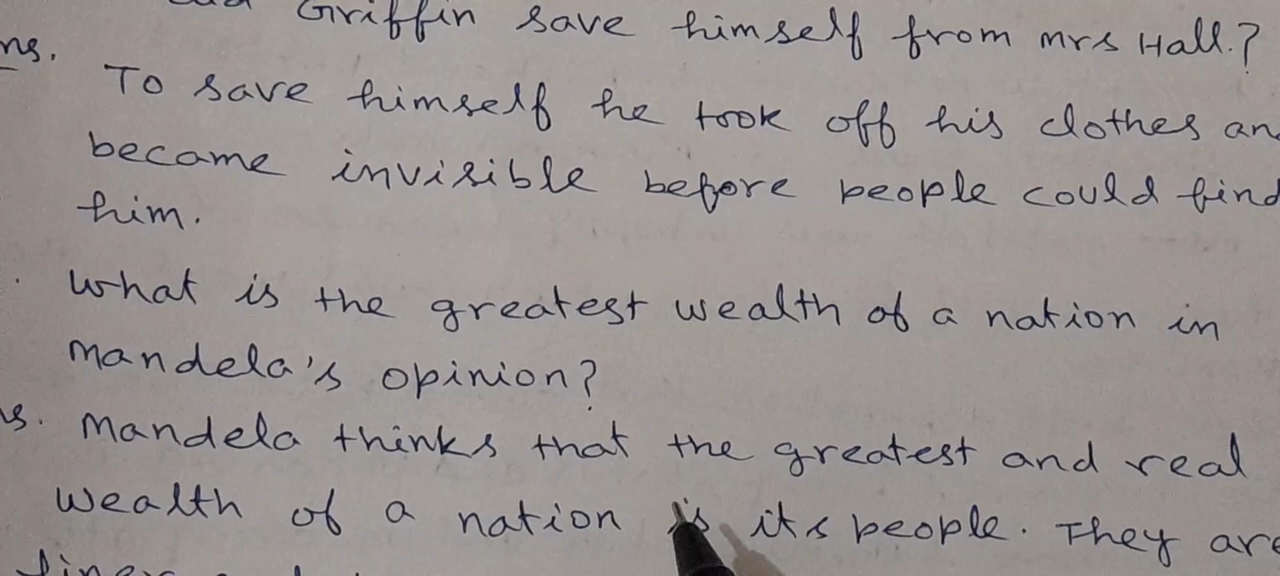 Griffin save himself from mrs Hall.?
ns.
To save himself he took off his clothes an
became invisible before people could find
him.
what is the greatest wealth of a nation in
mandela's opinion?
s. mandela thinks that the greatest and real
wealth of a nation is its people. They are